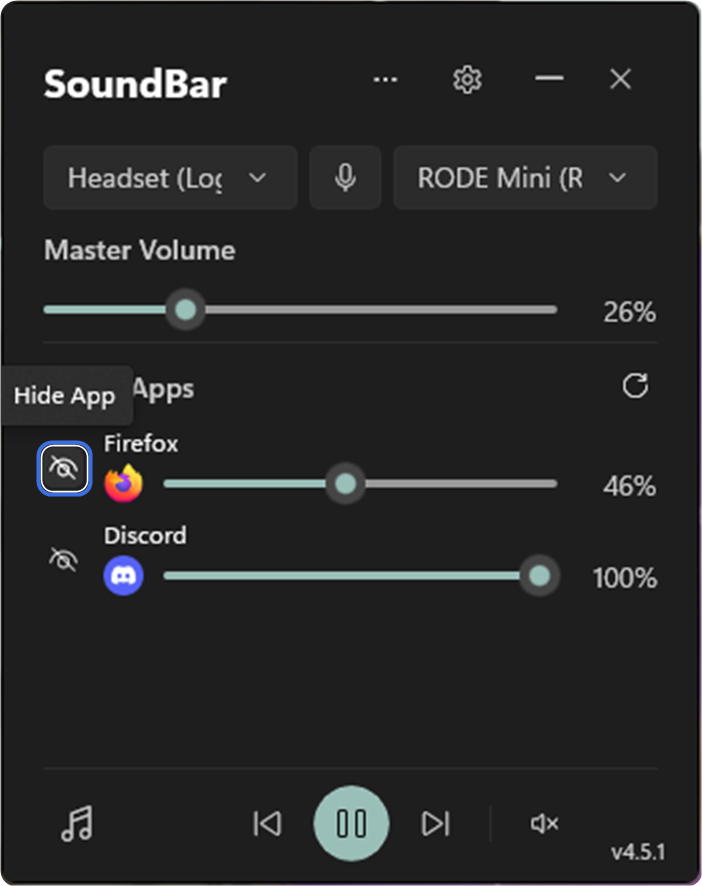 SoundBar
Headset (Log
RODE Mini (R
Master Volume
26%
Hide App
Apps
Firefox
46%
Discord
100%
v4.5.1